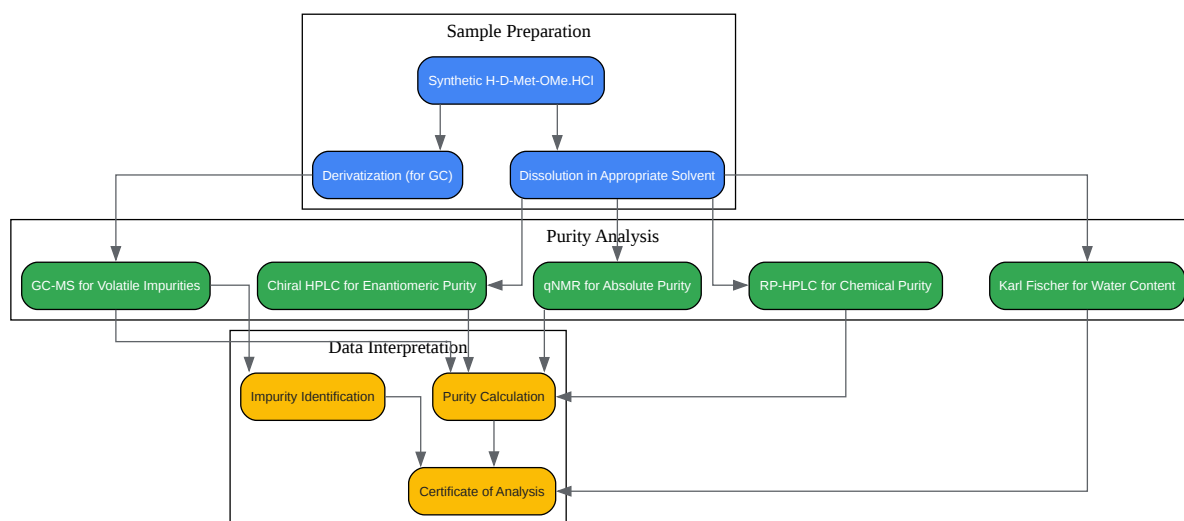 Sample Preparation
Synthetic H-D-Met-OMe.HCl
Derivatization (for GC)
Dissolution in Appropriate Solvent
Purity Analysis
GC-MS for Volatile Impurities
Chiral HPLC for Enantiomeric Purity
qNMR for Absolute Purity
RP-HPLC for Chemical Purity
Karl Fischer for Water Content
Data Interpretation
Impurity Identification
Purity Calculation
Certificate of Analysis